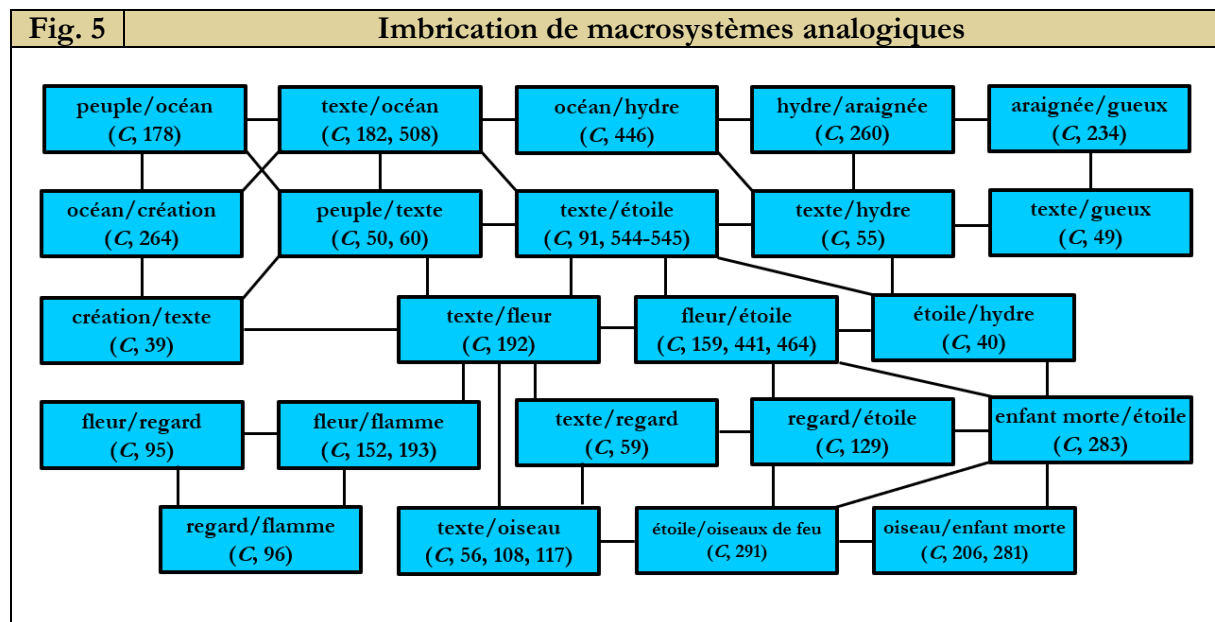 Fig. 5 Imbrication de macrosystèmes analogiques
peuple/océan
(C, 178)
texte/océan
(C, 182, 508)
océan/hydre
(C, 446)
hydre/araignée
(C, 260)
araignée/gueux
(C, 234)
océan/création
(C, 264)
peuple/texte
(C, 50, 60)
texte/étoile
(C, 91, 544-545)
texte/hydre
(C, 55)
texte/gueux
(C, 49)
création/texte
(C, 39)
texte/fleur
(C, 192)
fleur/étoile
(C, 159, 441, 464)
étoile/hydre
(C, 40)
fleur/regard
(C, 95)
fleur/flamme
(C, 152, 193)
texte/regard
(C, 59)
regard/étoile
(C, 129)
enfant morte/étoile
(C, 283)
regard/flamme
(C, 96)
texte/oiseau
(C, 56, 108, 117)
étoile/oiseaux de feu
(C, 291)
oiseau/enfant morte
(C, 206, 281)